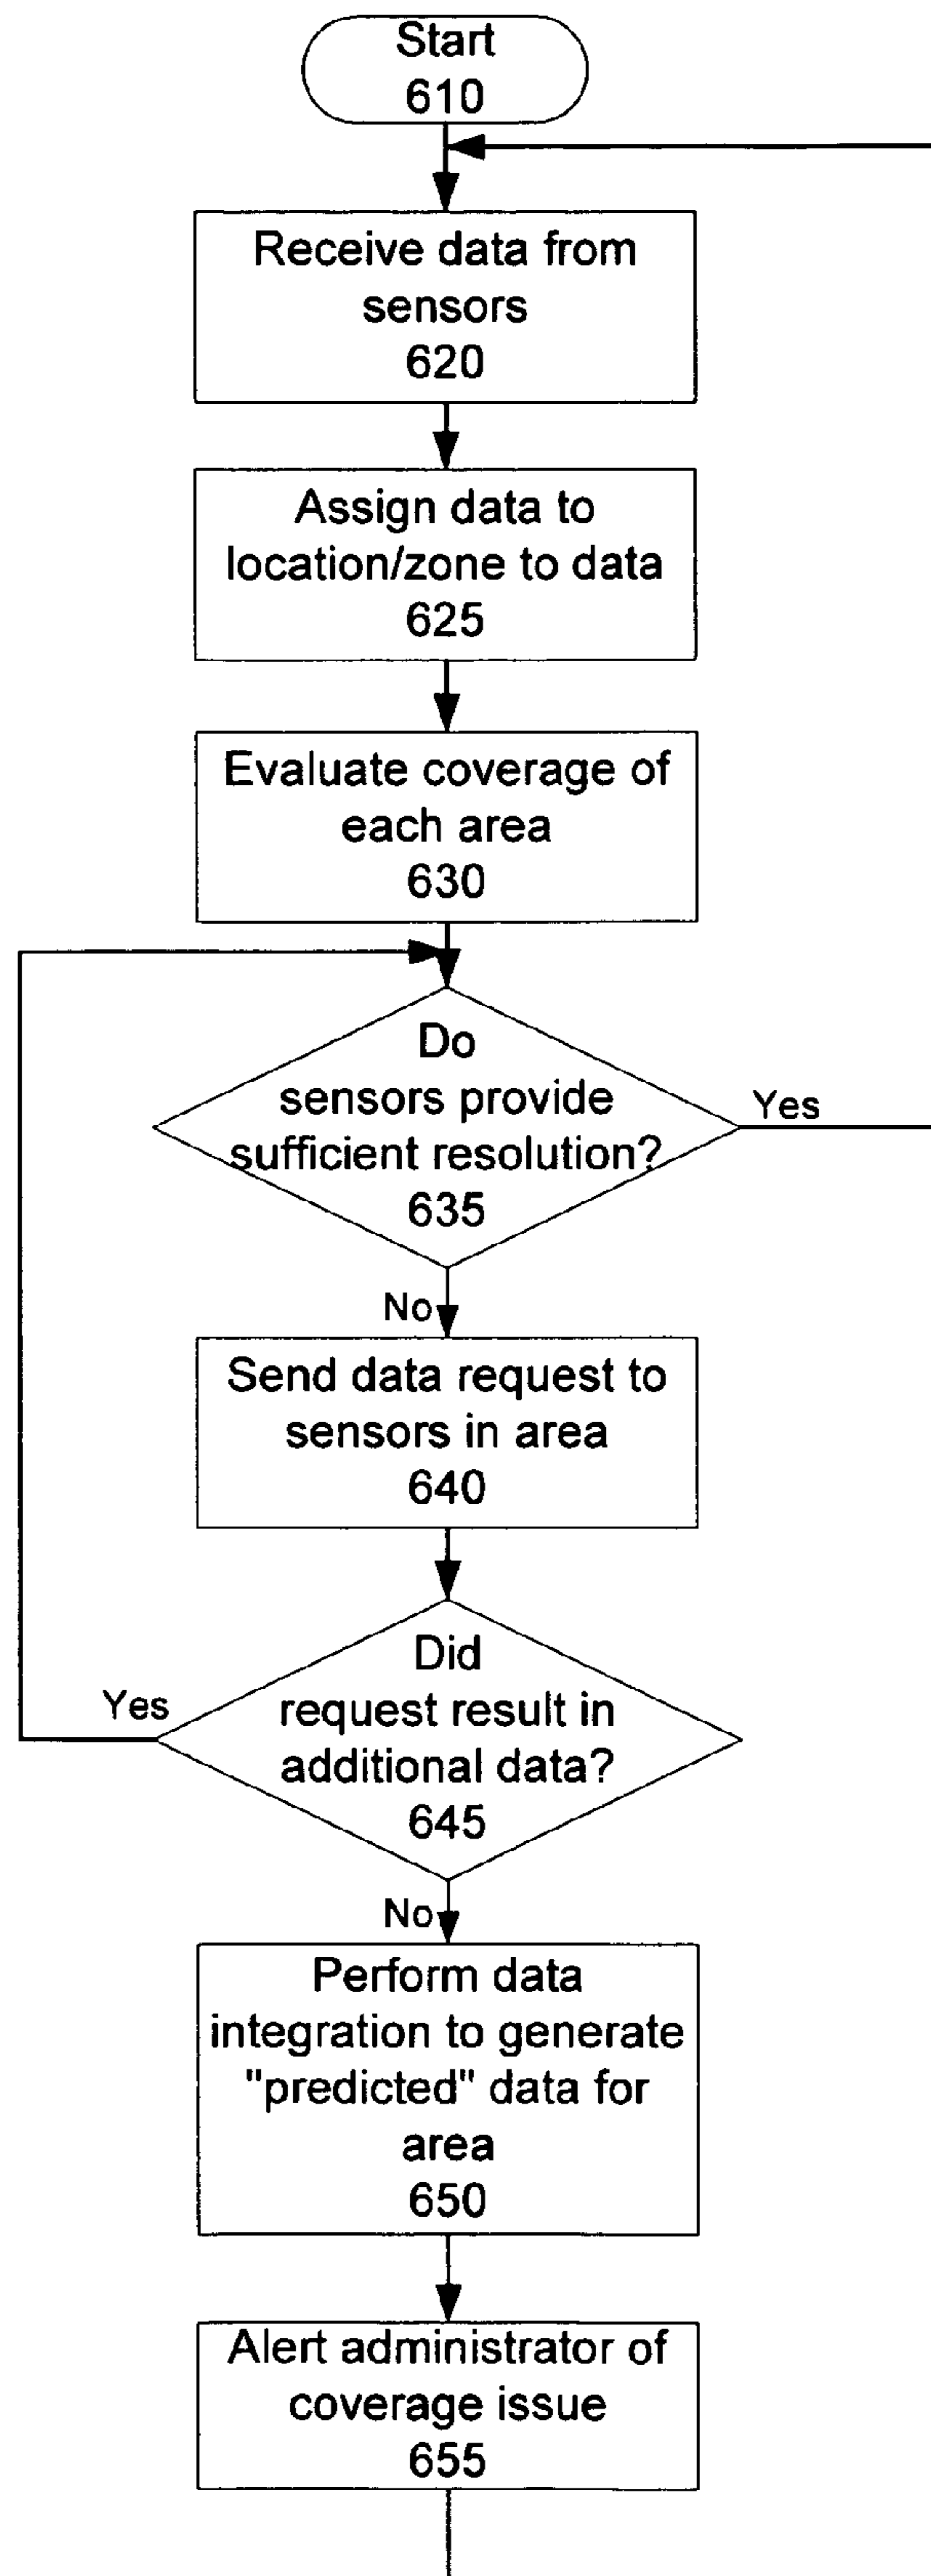 Start
610
Receive data from
sensors
620
Assign data to
location/zone to data
625
Evaluate coverage of
each area
630
Do
sensors provide
sufficient resolution?
635
Yes
No
Send data request to
sensors in area
640
Did
request result in
additional data?
645
Yes
No
Perform data
integration to generate
"predicted" data for
area
650
Alert administrator of
coverage issue
655